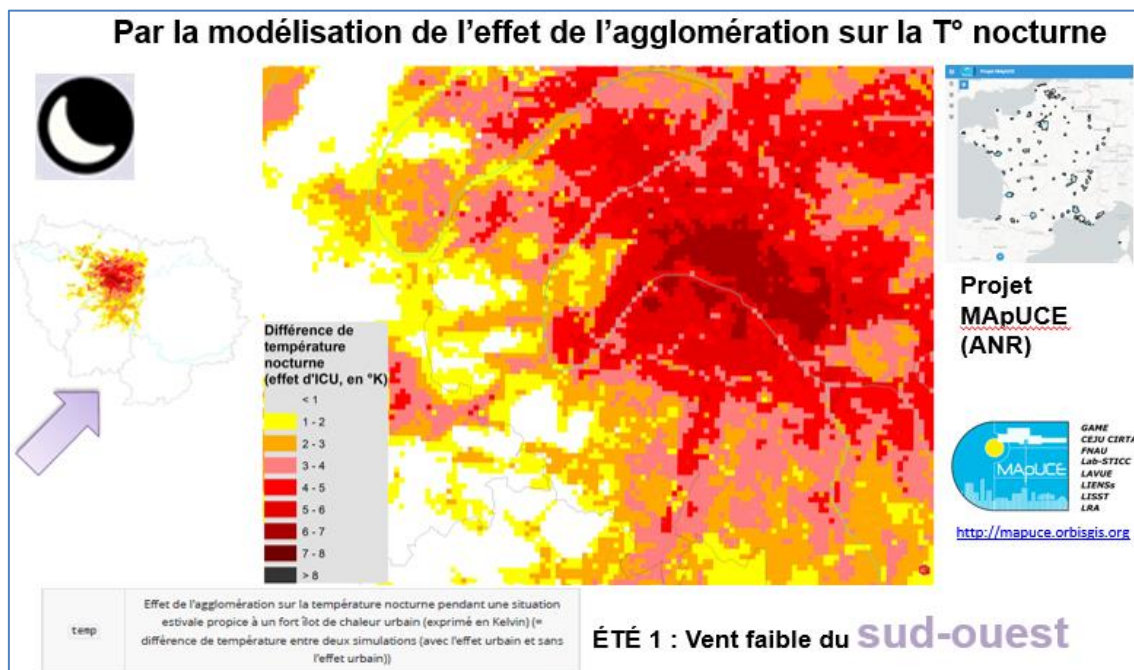 Par la modélisation de l'effet de l'agglomération sur la T° nocturne
Projet MApUCE
Projet
MApUCE
(ANR)
Différence de
température
nocturne
(effet d'ICU, en °K)
< 1
1 - 2
2 - 3
3 - 4
4 - 5
5 - 6
6 - 7
7 - 8
> 8
MApUCE
GAME
CEJU CIRTA
FNAU
Lab-STICC
LAVUE
LIENSs
LISST
LRA
http://mapuce.orbisgis.org
temp
Effet de l'agglomération sur la température nocturne pendant une situation
estivale propice à un fort îlot de chaleur urbain (exprimé en Kelvin) (=
différence de température entre deux simulations (avec l'effet urbain et sans
l'effet urbain))
ÉTÉ 1 : Vent faible du sud-ouest